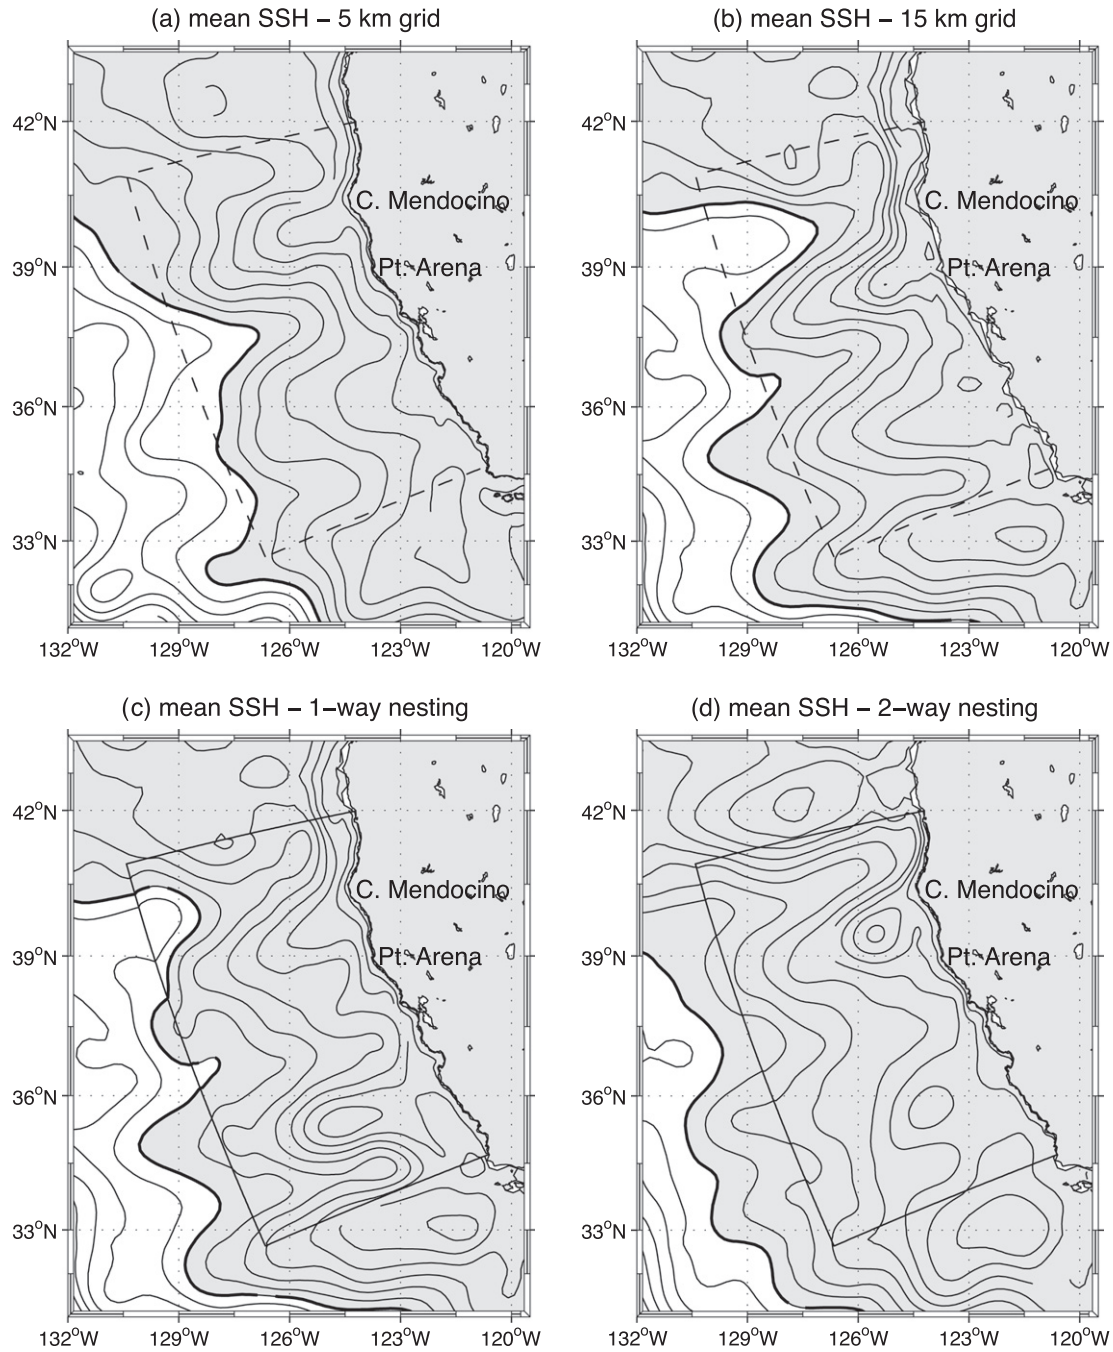 (a) mean SSH – 5 km grid
42°N
39°N
36°N
33°N
C. Mendocino
Pt. Arena
132°W 129°W 126°W 123°W 120°W
(b) mean SSH – 15 km grid
42°N
39°N
36°N
33°N
C. Mendocino
Pt. Arena
132°W 129°W 126°W 123°W 120°W
(c) mean SSH – 1–way nesting
42°N
39°N
36°N
33°N
C. Mendocino
Pt. Arena
132°W 129°W 126°W 123°W 120°W
(d) mean SSH – 2–way nesting
42°N
39°N
36°N
33°N
C. Mendocino
Pt. Arena
132°W 129°W 126°W 123°W 120°W